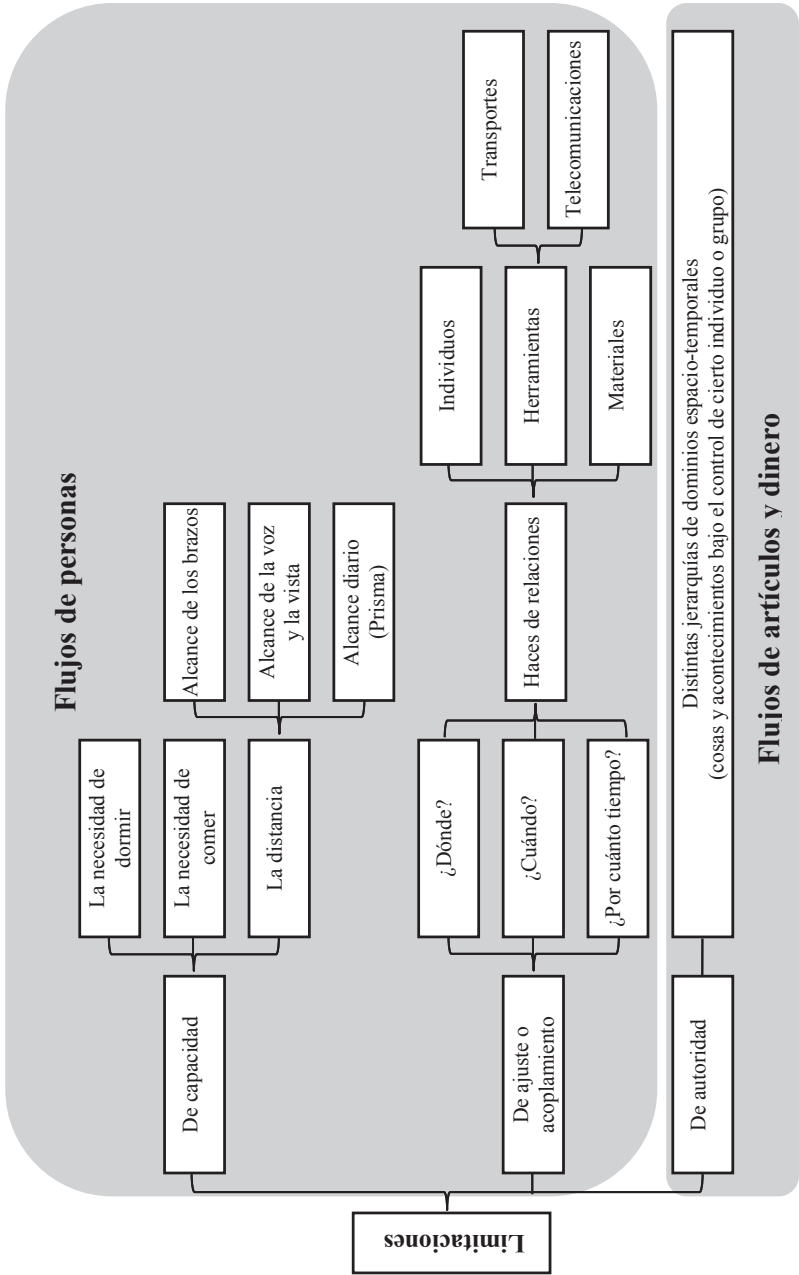 Flujos de personas
Limitaciones
De capacidad
La necesidad de
dormir
La necesidad de
comer
La distancia
Alcance de los brazos
Alcance de la voz
y la vista
Alcance diario
(Prisma)
De ajuste o
acoplamiento
¿Dónde?
¿Cuándo?
¿Por cuánto tiempo?
Haces de relaciones
Individuos
Herramientas
Materiales
Transportes
Telecomunicaciones
De autoridad
Distintas jerarquías de dominios espacio-temporales
(cosas y acontecimientos bajo el control de cierto individuo o grupo)
Flujos de artículos y dinero